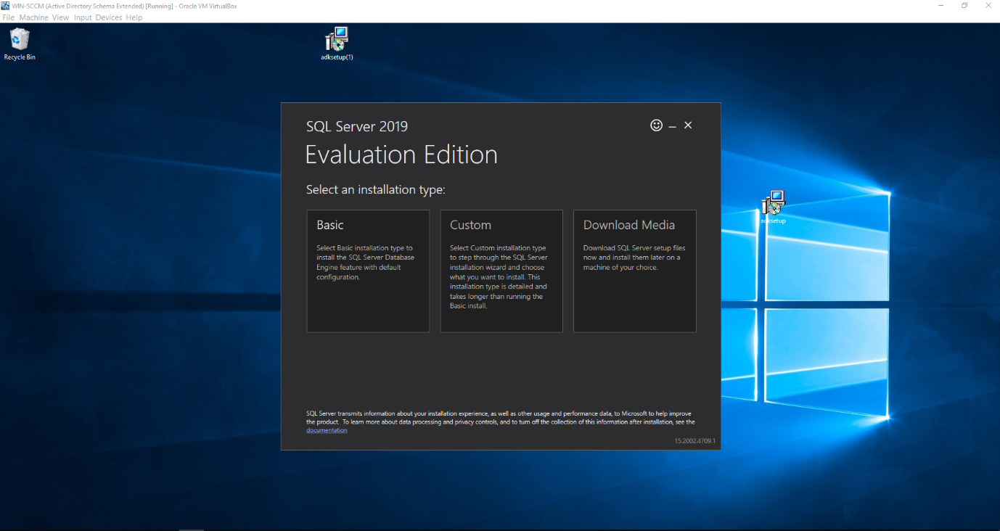 WIN-SCCM (Active Directory Schema Extended) [Running] - Oracle VM VirtualBox
File Machine View Input Devices Help
Recycle Bin
adksetup(1)
SQL Server 2019
Evaluation Edition
Select an installation type:
Basic
Select Basic installation type to
install the SQL Server Database
Engine feature with default
configuration.
Custom
Select Custom installation type
to step through the SQL Server
installation wizard and choose
what you want to install. This
installation type is detailed and
takes longer than running the
Basic install.
Download Media
Download SQL Server setup files
now and install them later on a
machine of your choice.
adksetup
SQL Server transmits information about your installation experience, as well as other usage and performance data, to Microsoft to help improve
the product. To learn more about data processing and privacy controls, and to turn off the collection of this information after installation, see the
documentation
15.2002.4709.1